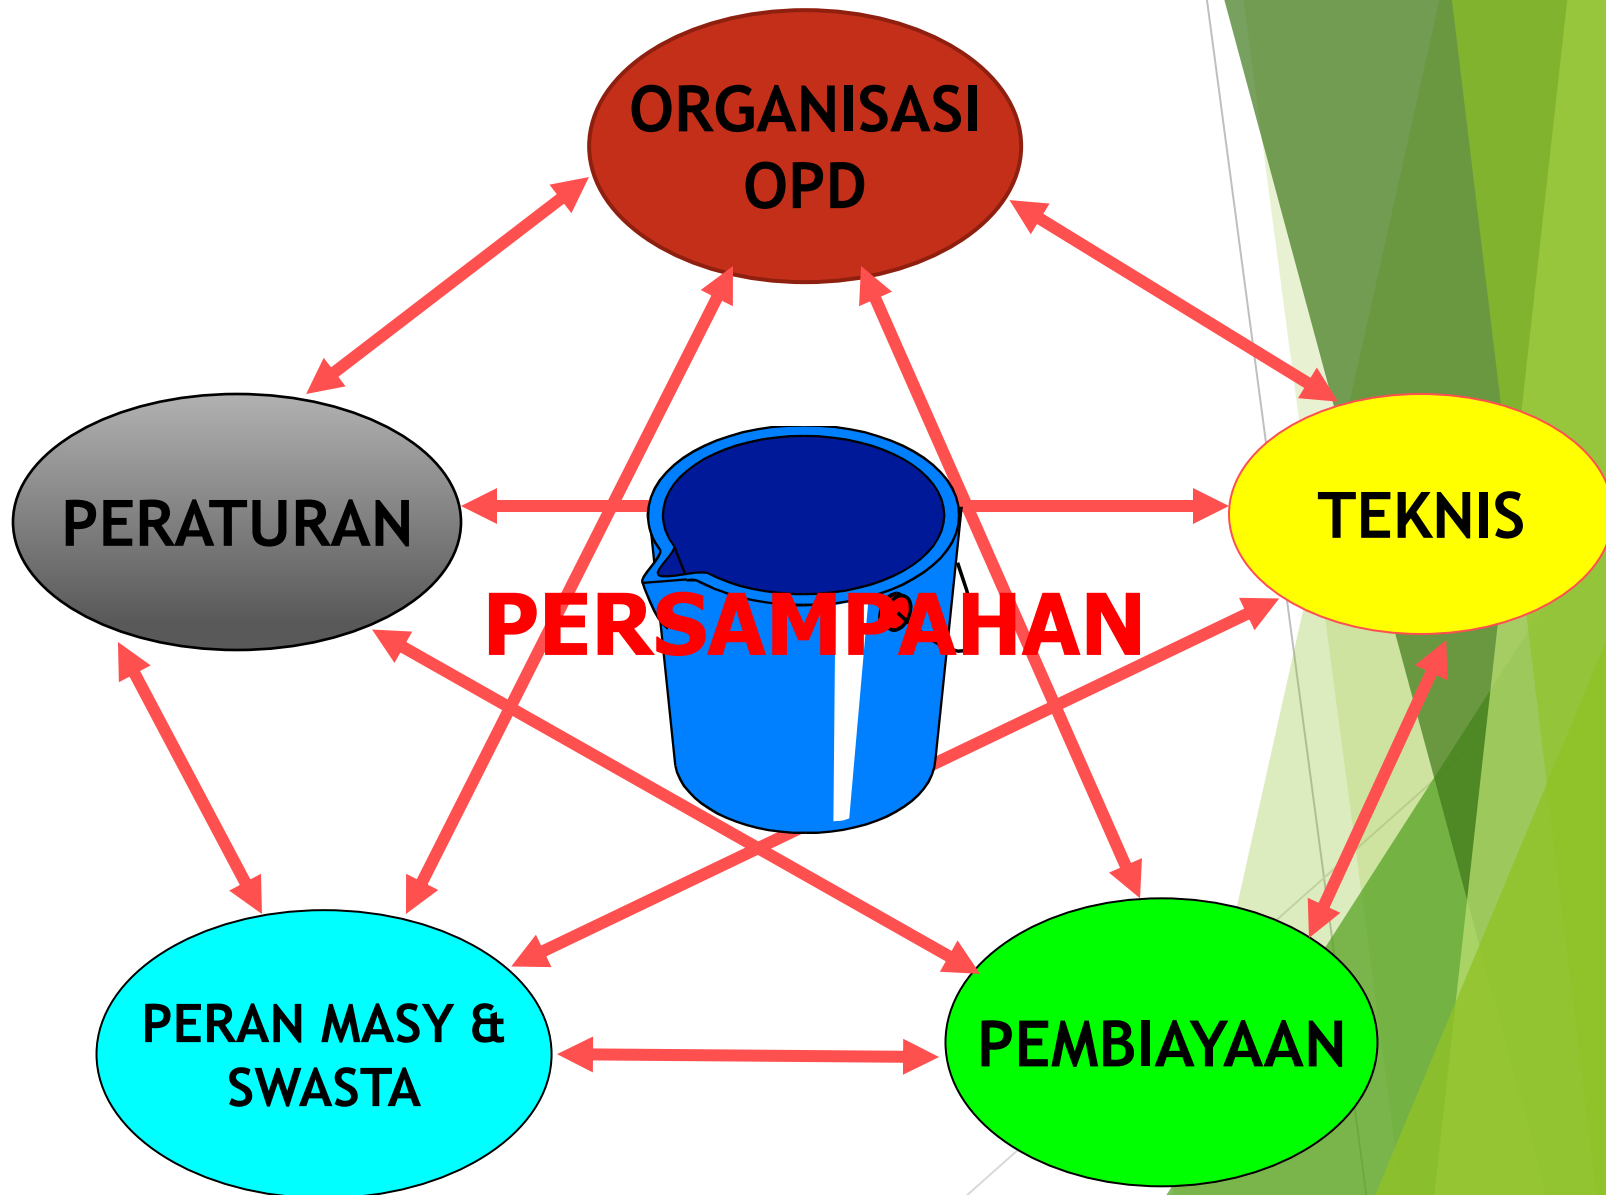 ORGANISASI
OPD
PERATURAN
TEKNIS
PERSAMPAHAN
PERAN MASY &
SWASTA
PEMBIAYAAN